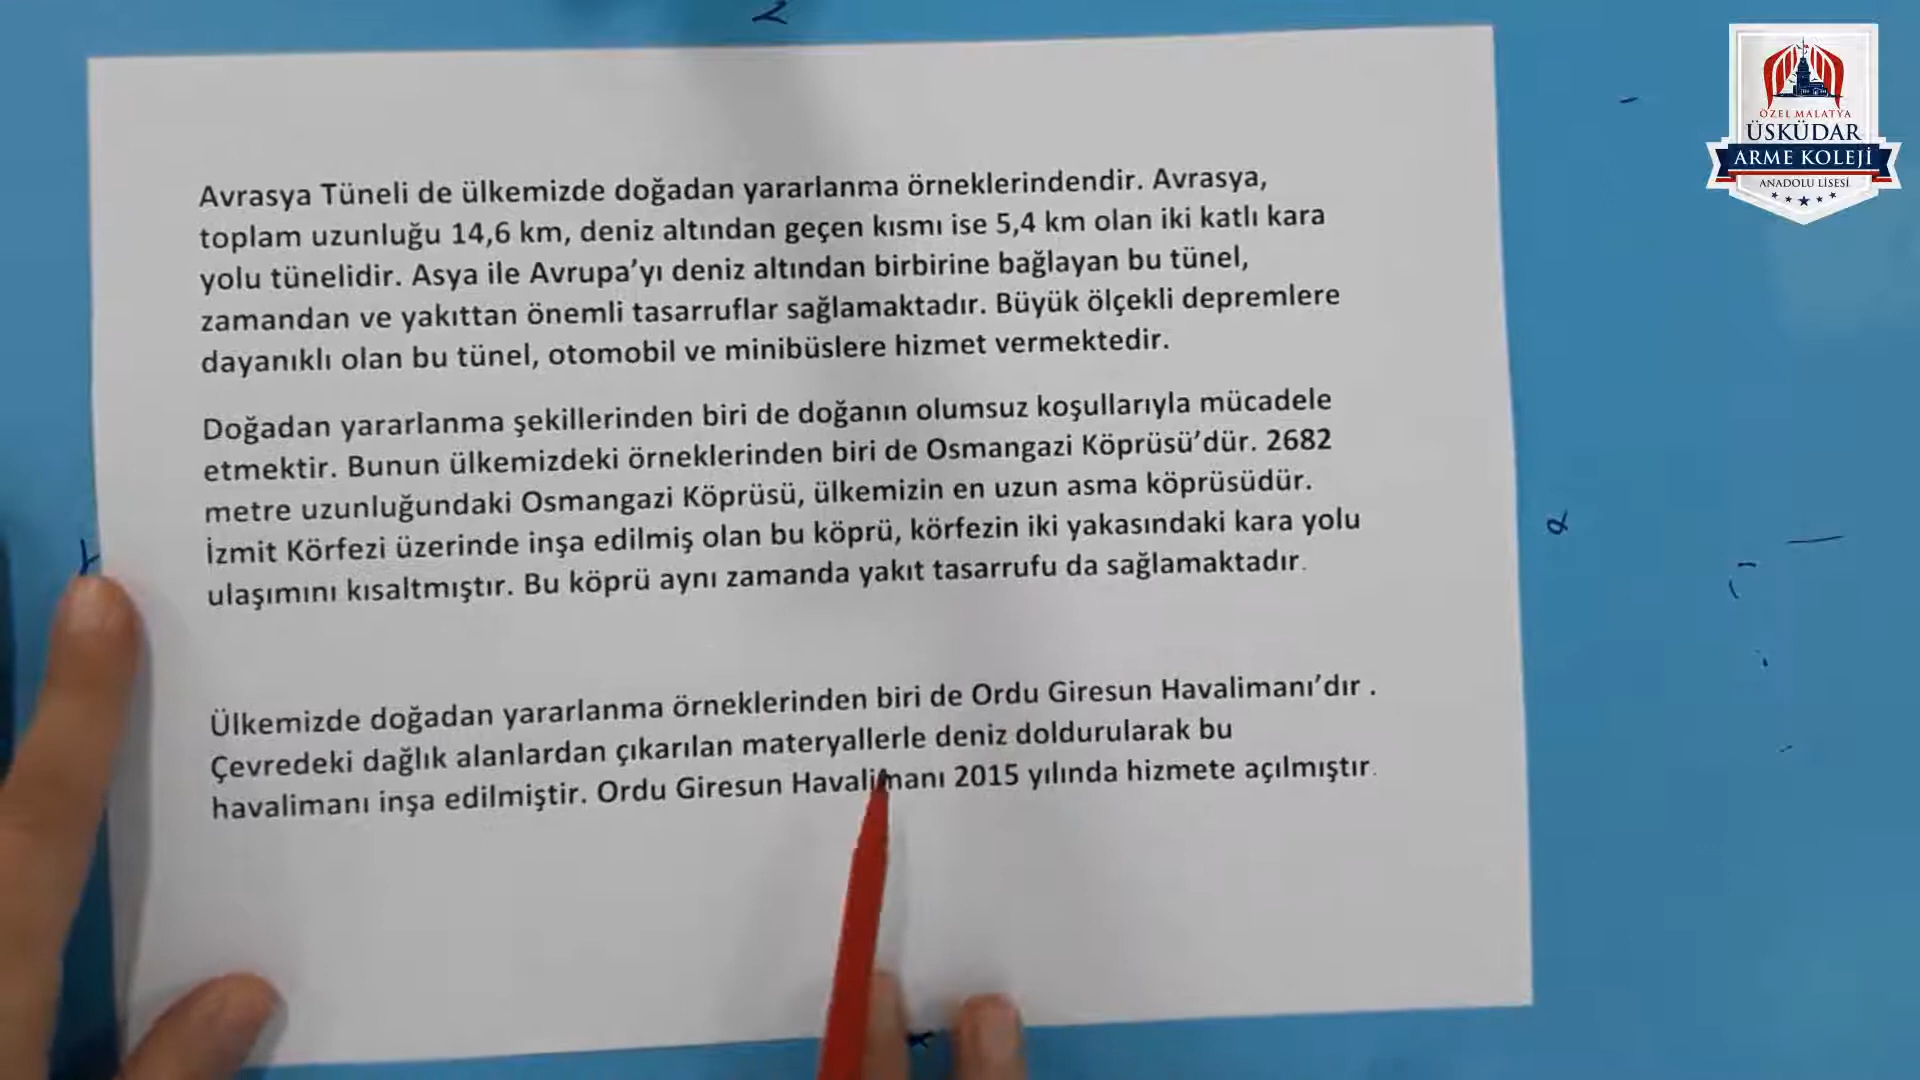 Avrasya Tüneli de ülkemizde doğadan yararlanma örneklerindendir. Avrasya,
toplam uzunluğu 14,6 km, deniz altından geçen kısmı ise 5,4 km olan iki katlı kara
yolu tünelidir. Asya ile Avrupa’yı deniz altından birbirine bağlayan bu tünel,
zamandan ve yakıttan önemli tasarruflar sağlamaktadır. Büyük ölçekli depremlere
dayanıklı olan bu tünel, otomobil ve minibüslere hizmet vermektedir.
Doğadan yararlanma şekillerinden biri de doğanın olumsuz koşullarıyla mücadele
etmektir. Bunun ülkemizdeki örneklerinden biri de Osmangazi Köprüsü’dür. 2682
metre uzunluğundaki Osmangazi Köprüsü, ülkemizin en uzun asma köprüsüdür.
İzmit Körfezi üzerinde inşa edilmiş olan bu köprü, körfezin iki yakasındaki kara yolu
ulaşımını kısaltmıştır. Bu köprü aynı zamanda yakıt tasarrufu da sağlamaktadır.
Ülkemizde doğadan yararlanma örneklerinden biri de Ordu Giresun Havalimanı’dır .
Çevredeki dağlık alanlardan çıkarılan materyallerle deniz doldurularak bu
havalimanı inşa edilmiştir. Ordu Giresun Havalimanı 2015 yılında hizmete açılmıştır.
ÖZEL MALATYA
ÜSKÜDAR
ARME KOLEJİ
ANADOLU LİSESİ